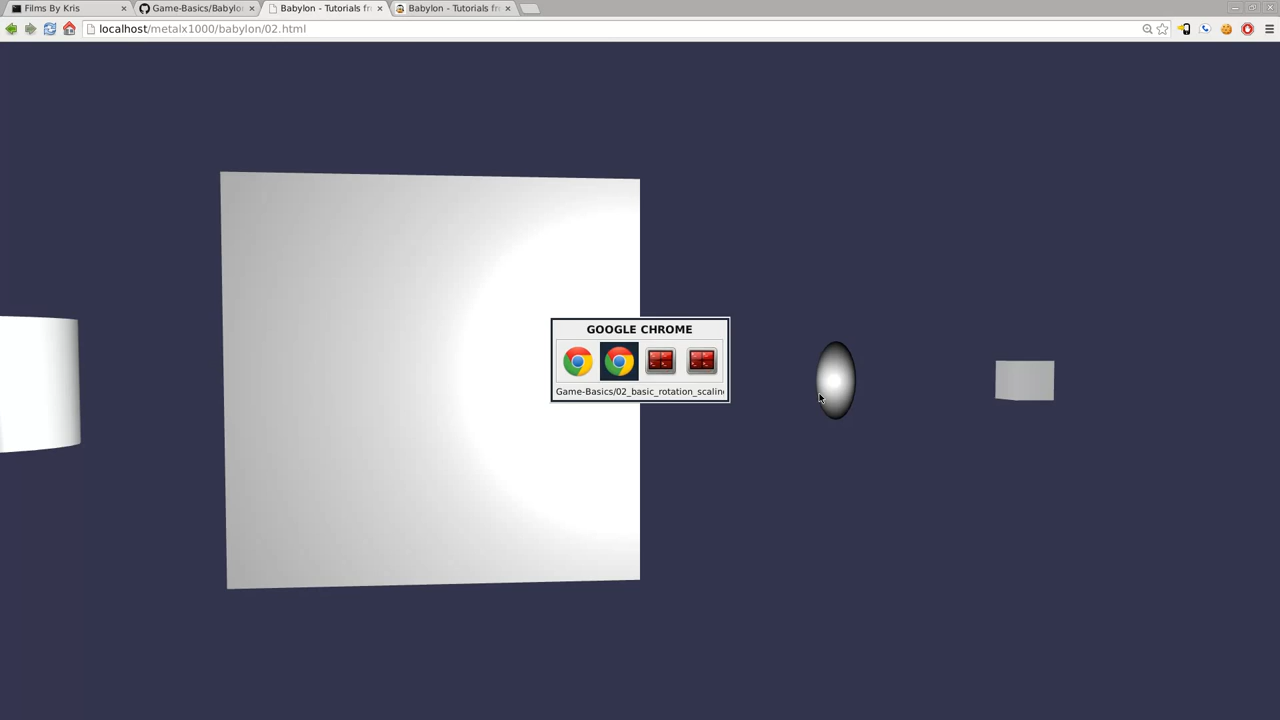 Films By Kris
Game-Basics/Babylo
Babylon - Tutorials fr
Babylon - Tutorials fr
localhost/metalx1000/babylon/02.html
GOOGLE CHROME
Game-Basics/02_basic_rotation_scalin